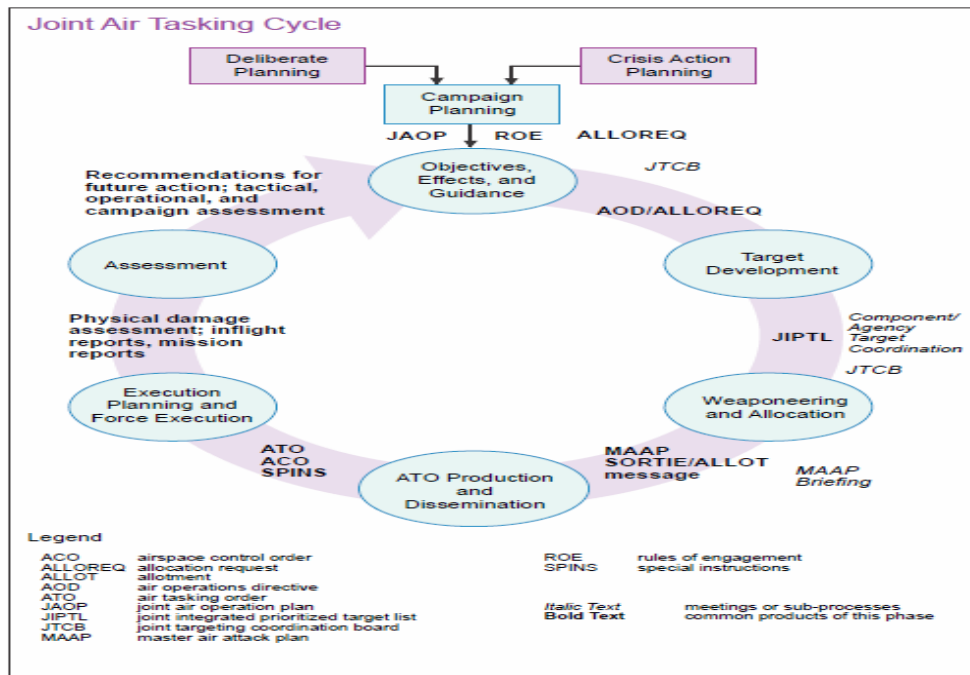 Joint Air Tasking Cycle
Deliberate
Planning
Crisis Action
Planning
Campaign
Planning
JAOP
ROE
ALLOREQ
Objectives,
Effects, and
Guidance
JTCB
AOD/ALLOREQ
Target
Development
JIPTL
Component/
Agency
Target
Coordination
JTCB
Weaponeering
and Allocation
MAAP
SORTIE/ALLOT
message
MAAP
Briefing
ATO Production
and
Dissemination
ATO
ACO
SPINS
Execution
Planning and
Force Execution
Physical damage
assessment; inflight
reports, mission
reports
Assessment
Recommendations for
future action; tactical,
operational, and
campaign assessment
Legend
ACO airspace control order
ALLOREQ allocation request
ALLOT allotment
AOD air operations directive
ATO air tasking order
JAOP joint air operation plan
JIPTL joint integrated prioritized target list
JTCB joint targeting coordination board
MAAP master air attack plan
ROE rules of engagement
SPINS special instructions
Italic Text meetings or sub-processes
Bold Text common products of this phase